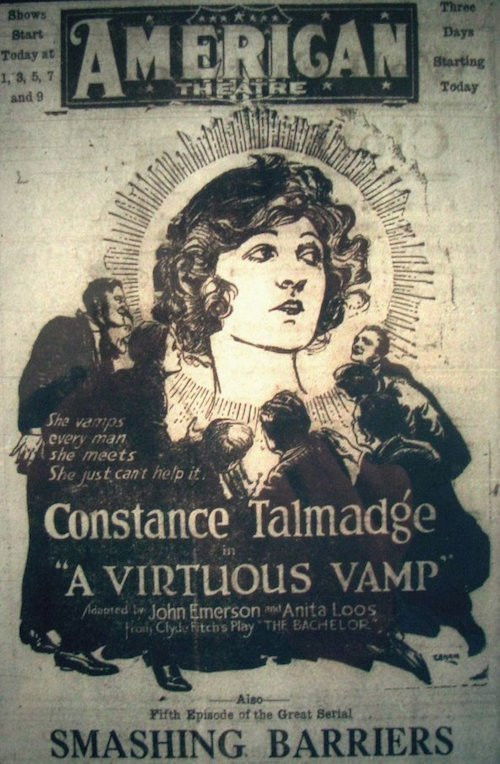 Shows
Start
Today at
1, 3, 5, 7
and 9
AMERICAN
THEATRE
Three
Days
Starting
Today
She vamps
every man
she meets
She just can't help it.
Constance Talmadge
in
"A VIRTUOUS VAMP"
Adapted by John Emerson and Anita Loos
From Clyde Fitch's Play "THE BACHELOR"
Also
Fifth Episode of the Great Serial
SMASHING BARRIERS